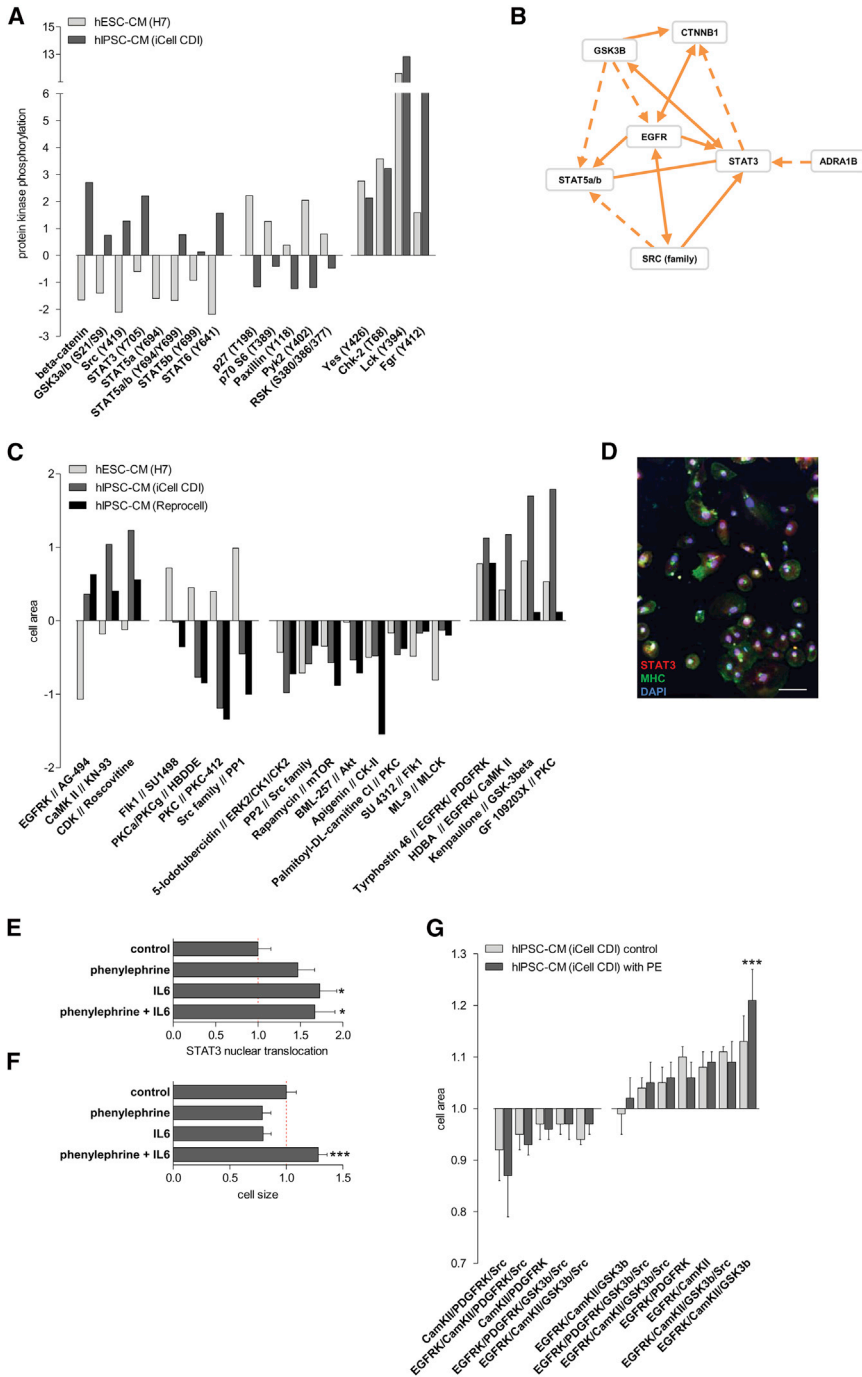 A
hESC-CM (H7)
hIPSC-CM (iCell CDI)
protein kinase phosphorylation
15
13
11
9
6
5
4
3
2
1
0
-1
-2
-3
beta-catenin
GSK3a/b (S21/S9)
Src (Y419)
STAT3 (Y705)
STAT5a (Y694)
STAT5a/b (Y694/Y699)
STAT5b (Y699)
STAT6 (Y641)
p27 (T198)
p70 S6 (T389)
Paxillin (Y118)
Pyk2 (Y402)
RSK (S380/386/377)
Yes (Y426)
Chk-2 (T68)
Lck (Y394)
Fgr (Y412)
B
CTNNB1
GSK3B
EGFR
STAT3
ADRA1B
STAT5a/b
SRC (family)
C
hESC-CM (H7)
hIPSC-CM (iCell CDI)
hIPSC-CM (Reprocell)
cell area
2
1
0
-1
-2
EGFRK // AG-494
CaMK II // KN-93
CDK // Roscovitine
Flk1 // SU1498
PKCa/PKCg // HBDDE
PKC // PKC-412
Src family // PP1
5-Iodotubercidin // ERK2/CK1/CK2
PP2 // Src family
Rapamycin // mTOR
BML-257 // Akt
Apigenin // CK-II
Palmitoyl-DL-carnitine Cl // PKC
SU 4312 // Flk1
ML-9 // MLCK
Tyrphostin 46 // EGFRK/ PDGFRK
HDBA // EGFRK/ CaMK II
Kenpaullone // GSK-3beta
GF 109203X // PKC
D
STAT3
MHC
DAPI
E
control
phenylephrine
IL6
*
phenylephrine + IL6
*
0.0
0.5
1.0
1.5
2.0
STAT3 nuclear translocation
F
control
phenylephrine
IL6
phenylephrine + IL6
***
0.0
0.5
1.0
1.5
cell size
G
hIPSC-CM (iCell CDI) control
hIPSC-CM (iCell CDI) with PE
***
cell area
1.3
1.2
1.1
1.0
0.9
0.8
0.7
CamKII/PDGFRK/Src
EGFRK/CamKII/PDGFRK/Src
CamKII/PDGFRK
EGFRK/PDGFRK/GSK3b/Src
EGFRK/CamKII/GSK3b/Src
EGFRK/CamKII/GSK3b
EGFRK/PDGFRK/GSK3b/Src
EGFRK/CamKII/GSK3b/Src
EGFRK/PDGFRK
EGFRK/CamKII
EGFRK/CamKII/GSK3b/Src
EGFRK/CamKII/GSK3b